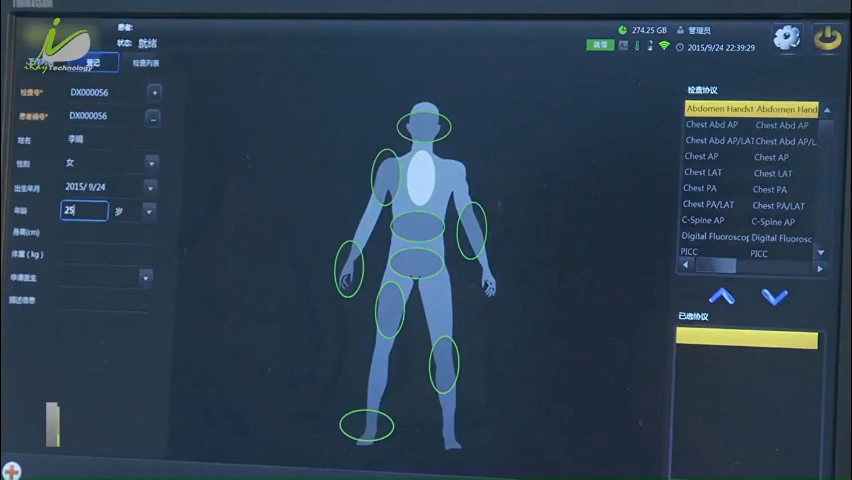 THOMASSON
iRay Technology
患者:
状态: 就绪
274.25 GB
管理员
就绪
2015/9/24 22:39:29
登记
检查列表
检查号* DX000056 +
患者编号* DX000056 ...
姓名 李娟
性别 女
出生年月 2015/ 9/24
年龄 25 岁
身高(cm)
体重 ( kg )
申请医生
描述信息
检查协议
Abdomen Handst Abdomen Hand
Chest Abd AP Chest Abd AP
Chest Abd AP/LAT Chest Abd AP/L
Chest AP Chest AP
Chest LAT Chest LAT
Chest PA Chest PA
Chest PA/LAT Chest PA/LAT
C-Spine AP C-Spine AP
Digital Fluoroscop Digital Fluorosc
PICC PICC
已选协议